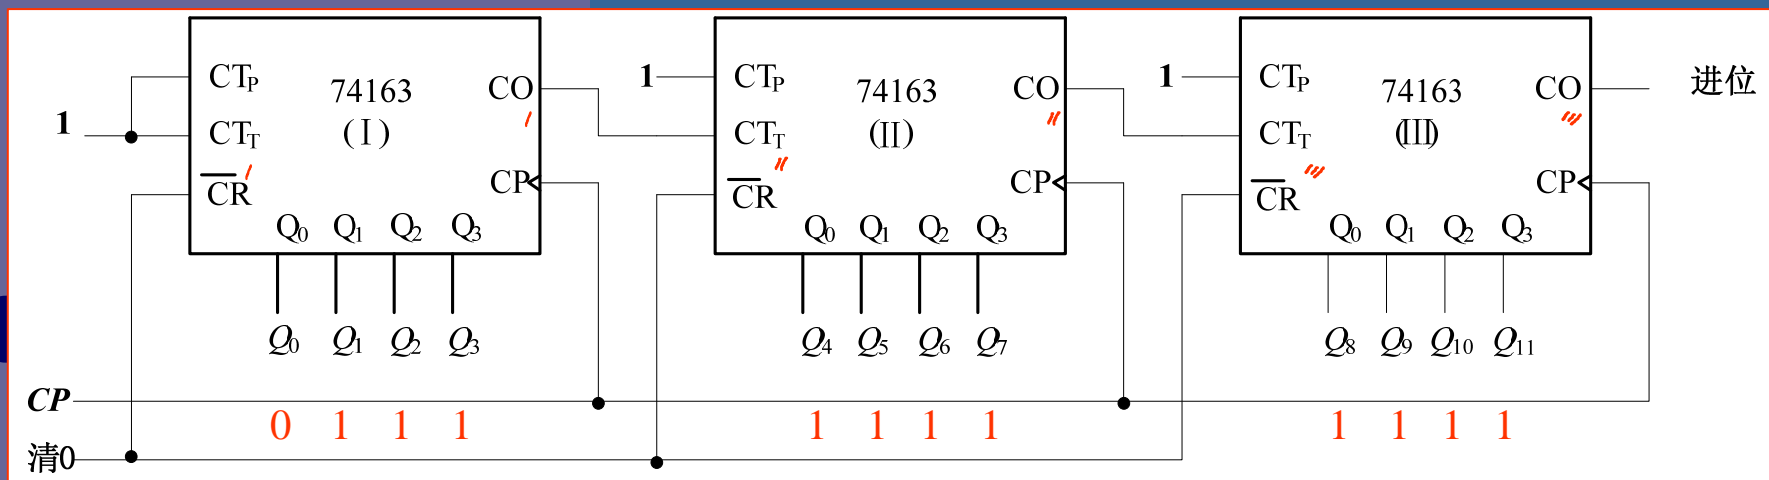 CTP 74163 CO 1 CTP 74163 CO 1 CTP 74163 CO 进位
1 CTT (I) CTT (II) CTT (III)
CR CP CR CP CR CP
Q0 Q1 Q2 Q3 Q0 Q1 Q2 Q3 Q0 Q1 Q2 Q3
Q0 Q1 Q2 Q3 Q4 Q5 Q6 Q7 Q8 Q9 Q10 Q11
CP
0 1 1 1 1 1 1 1 1 1 1 1
清0